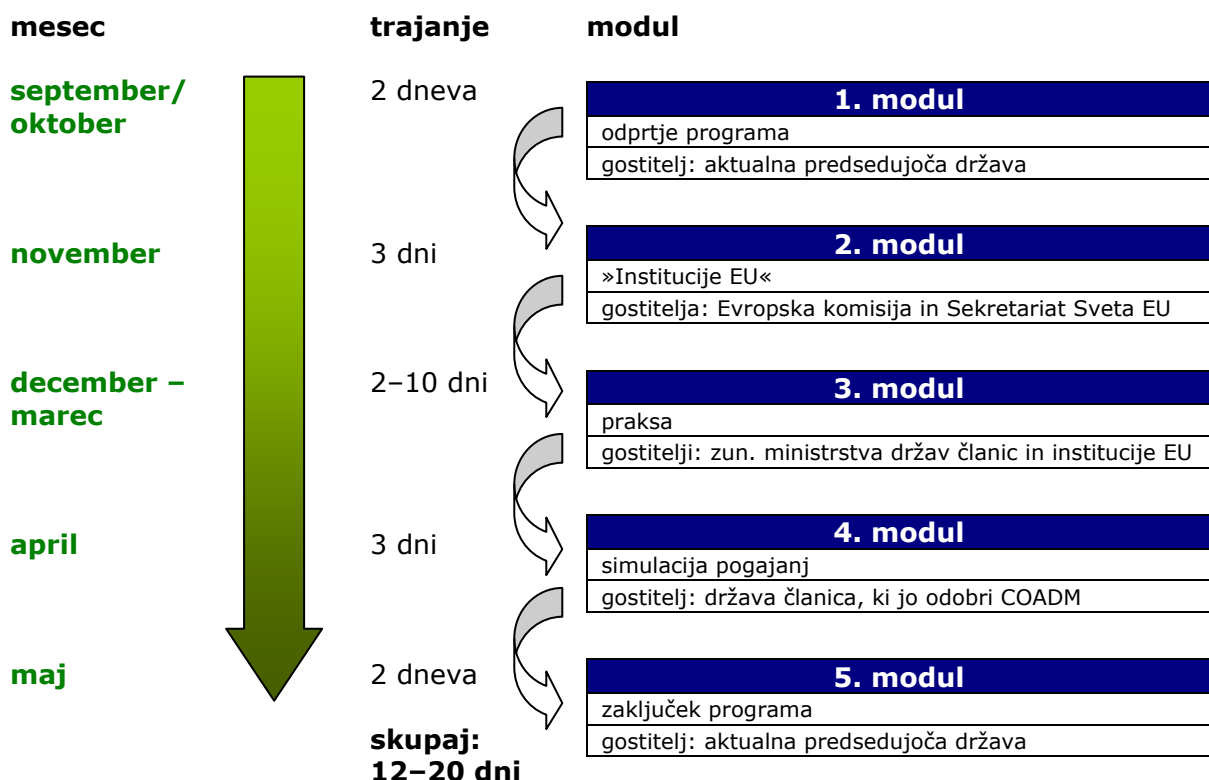 mesec trajanje modul
september/
oktober
2 dneva
1. modul
odprtje programa
gostitelj: aktualna predsedujoča država
november
3 dni
2. modul
»Institucije EU«
gostitelja: Evropska komisija in Sekretariat Sveta EU
december –
marec
2–10 dni
3. modul
praksa
gostitelji: zun. ministrstva držav članic in institucije EU
april
3 dni
4. modul
simulacija pogajanj
gostitelj: država članica, ki jo odobri COADM
maj
2 dneva
5. modul
zaključek programa
gostitelj: aktualna predsedujoča država
skupaj:
12–20 dni